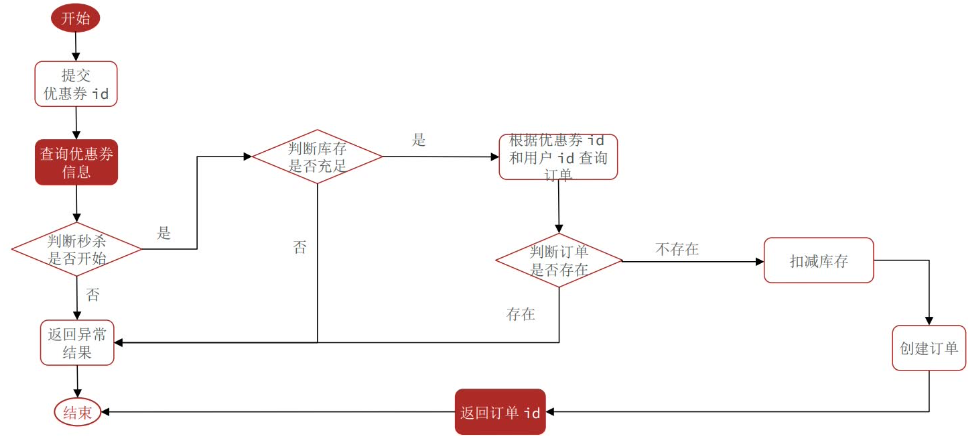 开始
提交
优惠券 id
查询优惠券
信息
判断秒杀
是否开始
是
否
返回异常
结果
结束
判断库存
是否充足
是
否
根据优惠券 id
和用户 id 查询
订单
判断订单
是否存在
不存在
存在
扣减库存
创建订单
返回订单 id